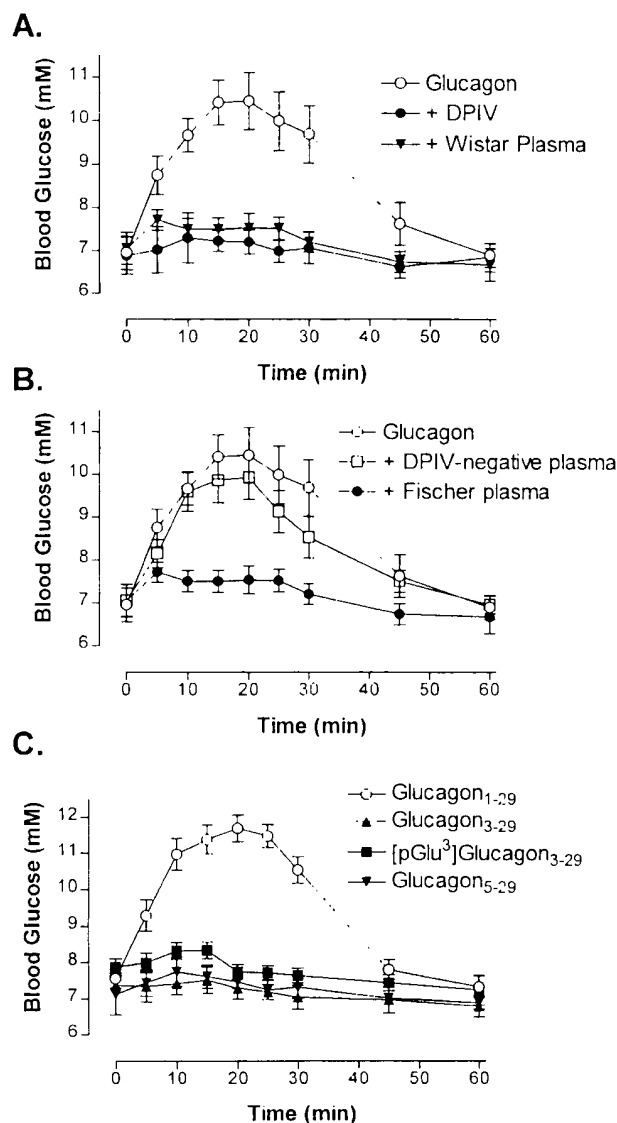 A.
Blood Glucose (mM)
11
10
9
8
7
6
Glucagon
+ DPIV
+ Wistar Plasma
0 10 20 30 40 50 60
Time (min)
B.
Blood Glucose (mM)
11
10
9
8
7
6
Glucagon
+ DPIV-negative plasma
+ Fischer plasma
0 10 20 30 40 50 60
Time (min)
C.
Blood Glucose (mM)
12
11
10
9
8
7
6
Glucagon1-29
Glucagon3-29
[pGlu3]Glucagon3-29
Glucagon5-29
0 10 20 30 40 50 60
Time (min)